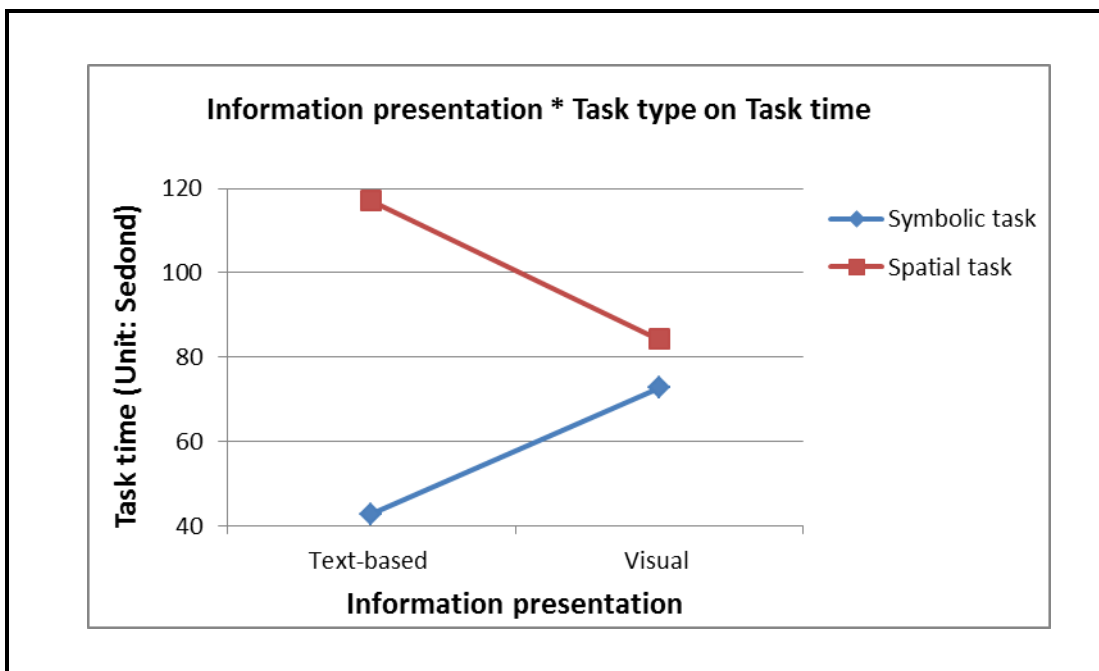 Information presentation * Task type on Task time
Task time (Unit: Sedond)
120
100
80
60
40
Text-based Visual
Information presentation
Symbolic task
Spatial task